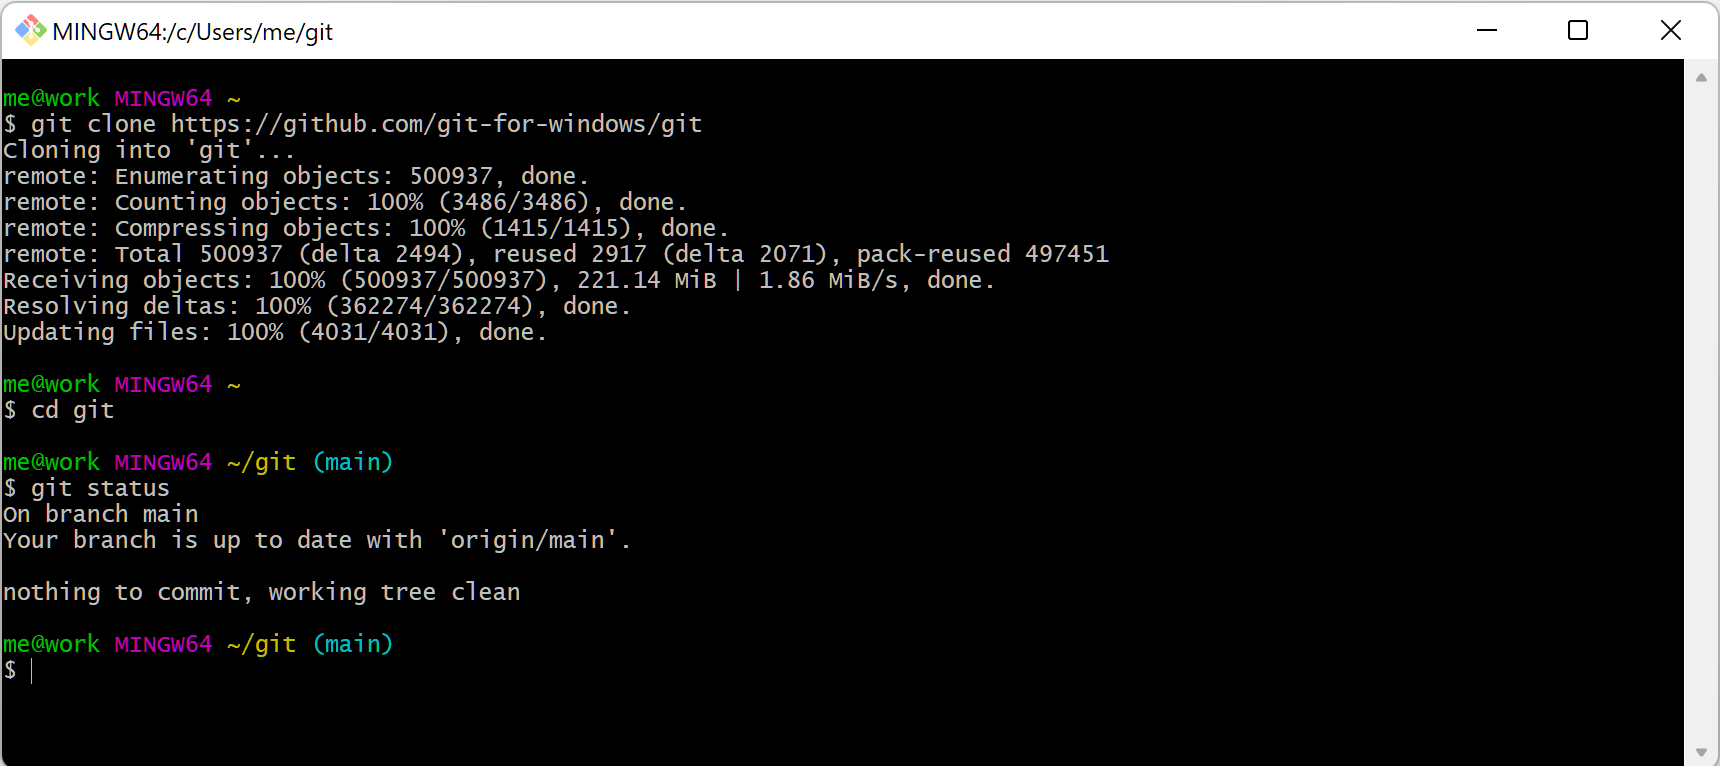 MINGW64:/c/Users/me/git
me@work MINGW64 ~
$ git clone https://github.com/git-for-windows/git
Cloning into 'git'...
remote: Enumerating objects: 500937, done.
remote: Counting objects: 100% (3486/3486), done.
remote: Compressing objects: 100% (1415/1415), done.
remote: Total 500937 (delta 2494), reused 2917 (delta 2071), pack-reused 497451
Receiving objects: 100% (500937/500937), 221.14 MiB | 1.86 MiB/s, done.
Resolving deltas: 100% (362274/362274), done.
Updating files: 100% (4031/4031), done.
me@work MINGW64 ~
$ cd git
me@work MINGW64 ~/git (main)
$ git status
On branch main
Your branch is up to date with 'origin/main'.
nothing to commit, working tree clean
me@work MINGW64 ~/git (main)
$